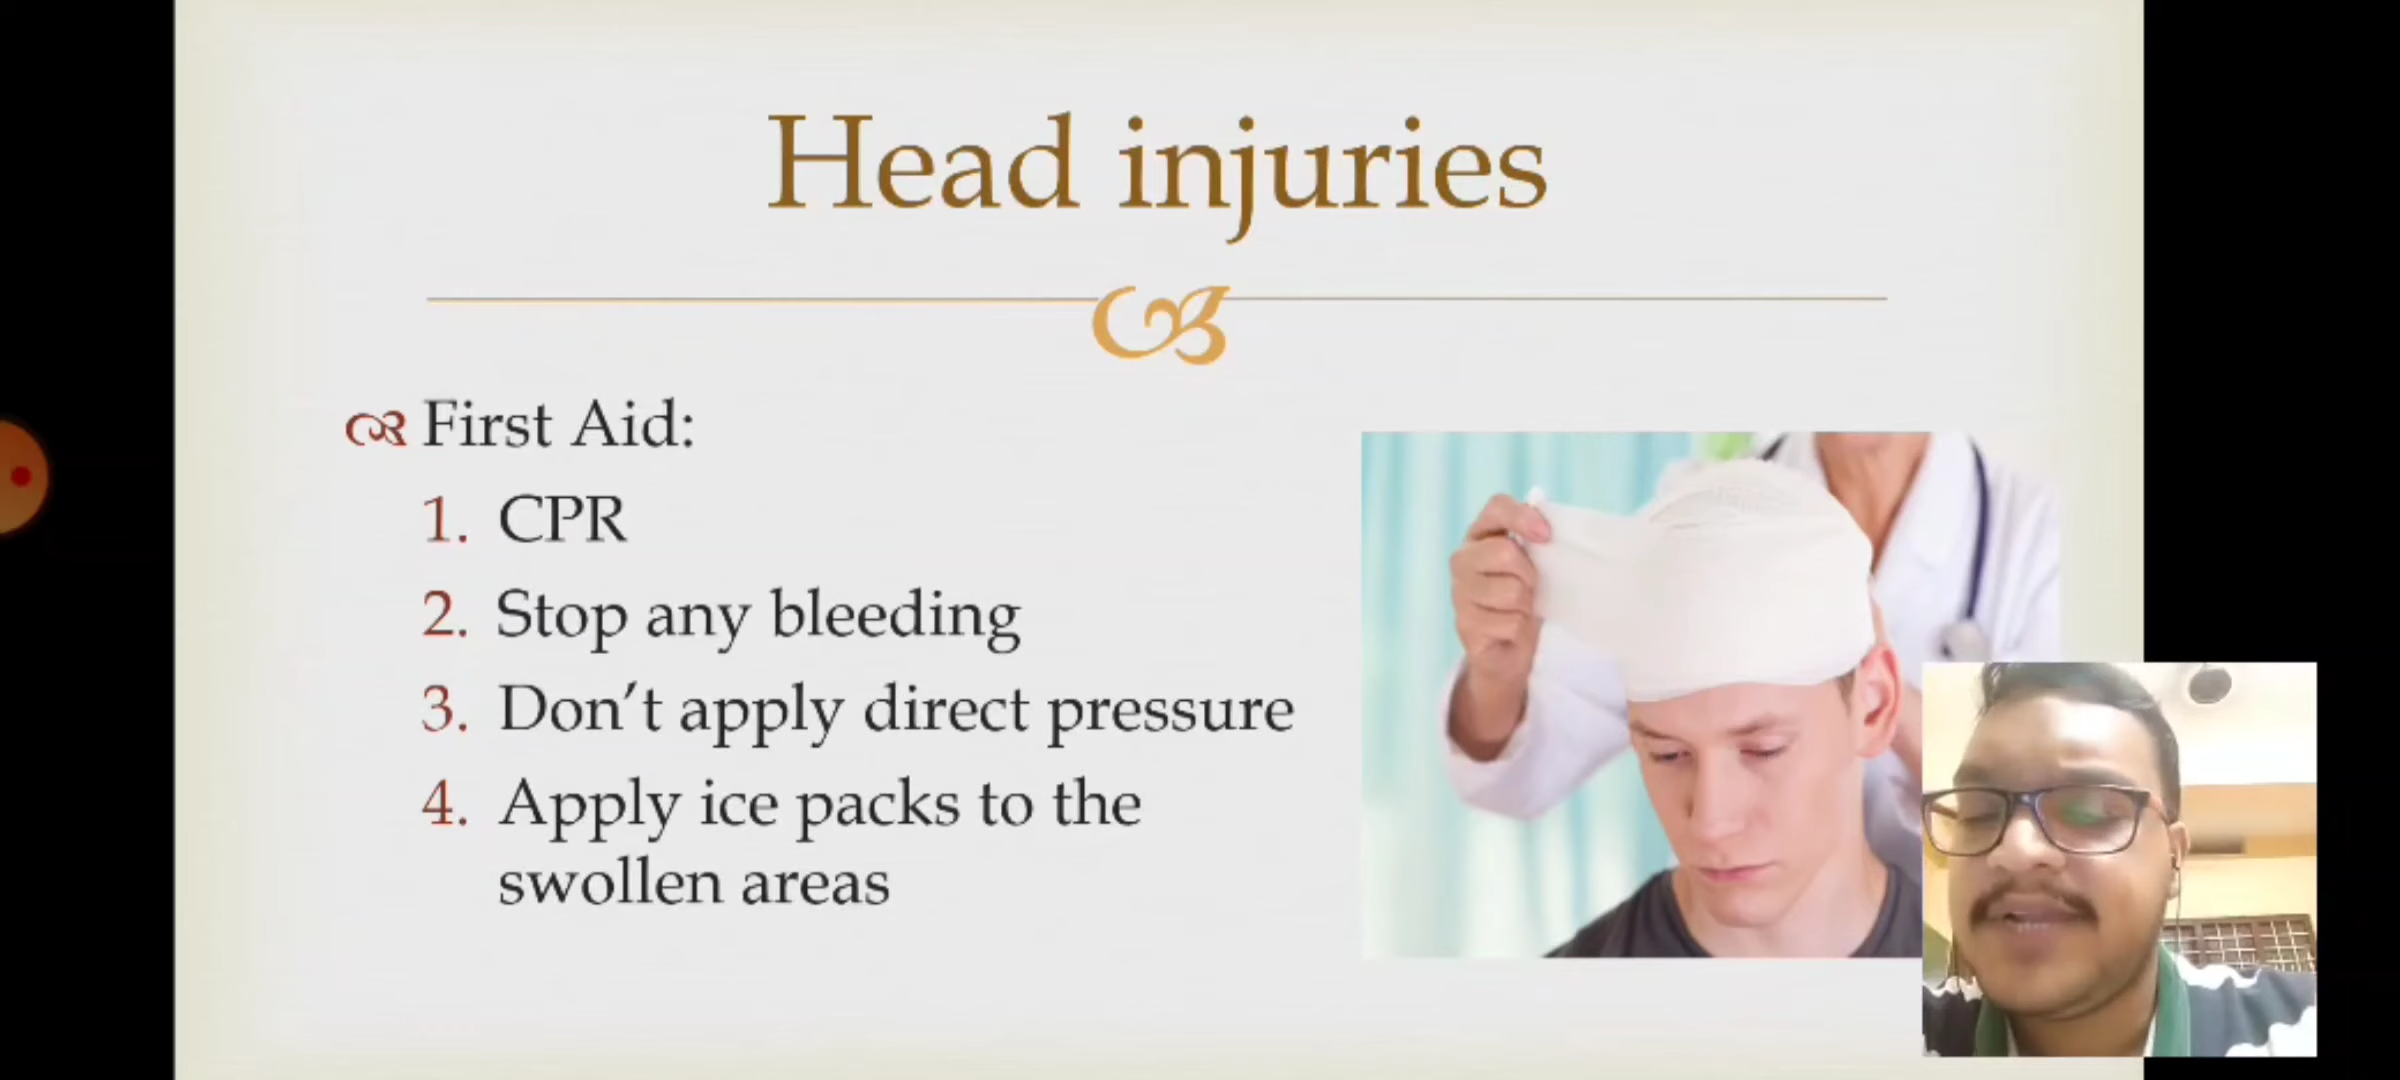 Head injuries
First Aid:
1. CPR
2. Stop any bleeding
3. Don’t apply direct pressure
4. Apply ice packs to the
swollen areas